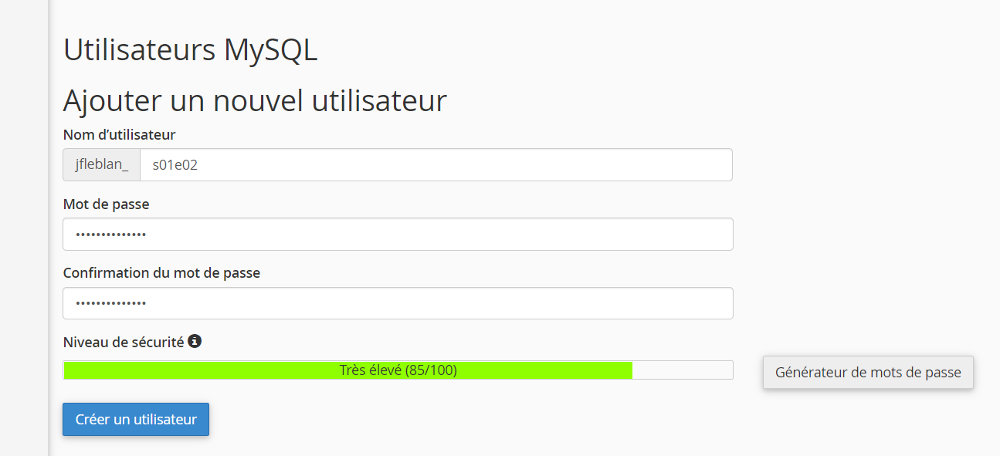 Utilisateurs MySQL
Ajouter un nouvel utilisateur
Nom d’utilisateur
jfleblan_ s01e02
Mot de passe
••••••••••••••
Confirmation du mot de passe
••••••••••••••
Niveau de sécurité
Très élevé (85/100)
Générateur de mots de passe
Créer un utilisateur